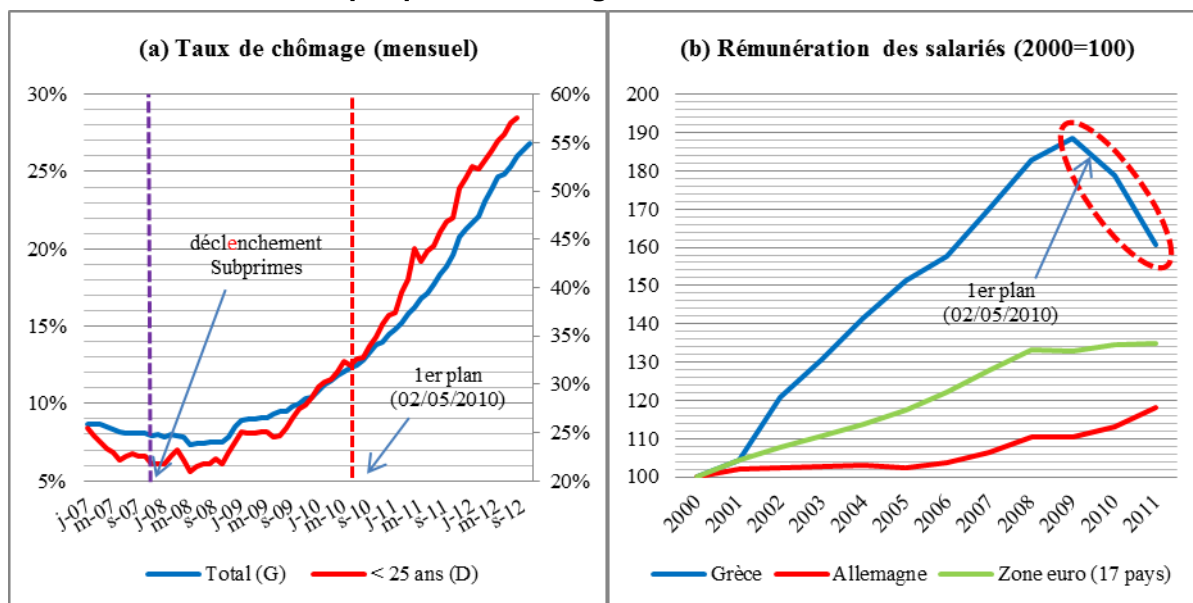 (a) Taux de chômage (mensuel)
30%
25%
20%
15%
10%
5%
60%
55%
50%
45%
40%
35%
30%
25%
20%
déclenchement
Subprimes
1er plan
(02/05/2010)
j-07 m-07 s-07 j-08 m-08 s-08 j-09 m-09 s-09 j-10 m-10 s-10 j-11 m-11 s-11 j-12 m-12 s-12
Total (G) < 25 ans (D)
(b) Rémunération des salariés (2000=100)
200
190
180
170
160
150
140
130
120
110
100
1er plan
(02/05/2010)
2000 2001 2002 2003 2004 2005 2006 2007 2008 2009 2010 2011
Grèce Allemagne Zone euro (17 pays)